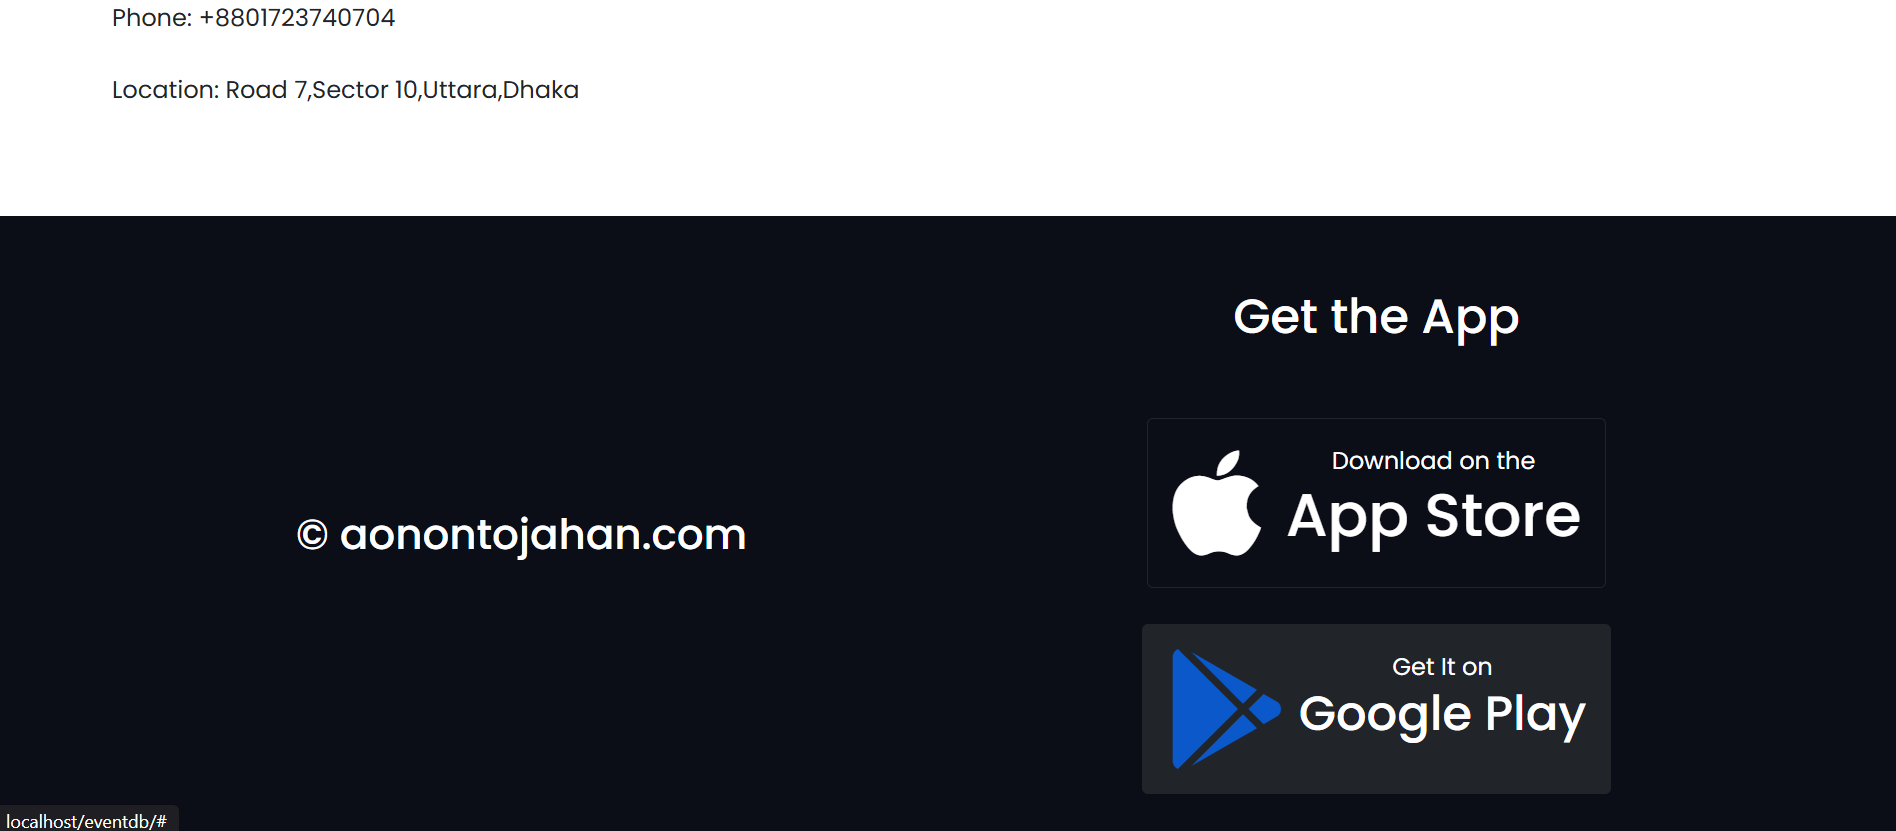 Phone: +8801723740704
Location: Road 7,Sector 10,Uttara,Dhaka
© aonontojahan.com
Get the App
Download on the
App Store
Get It on
Google Play
localhost/eventdb/#